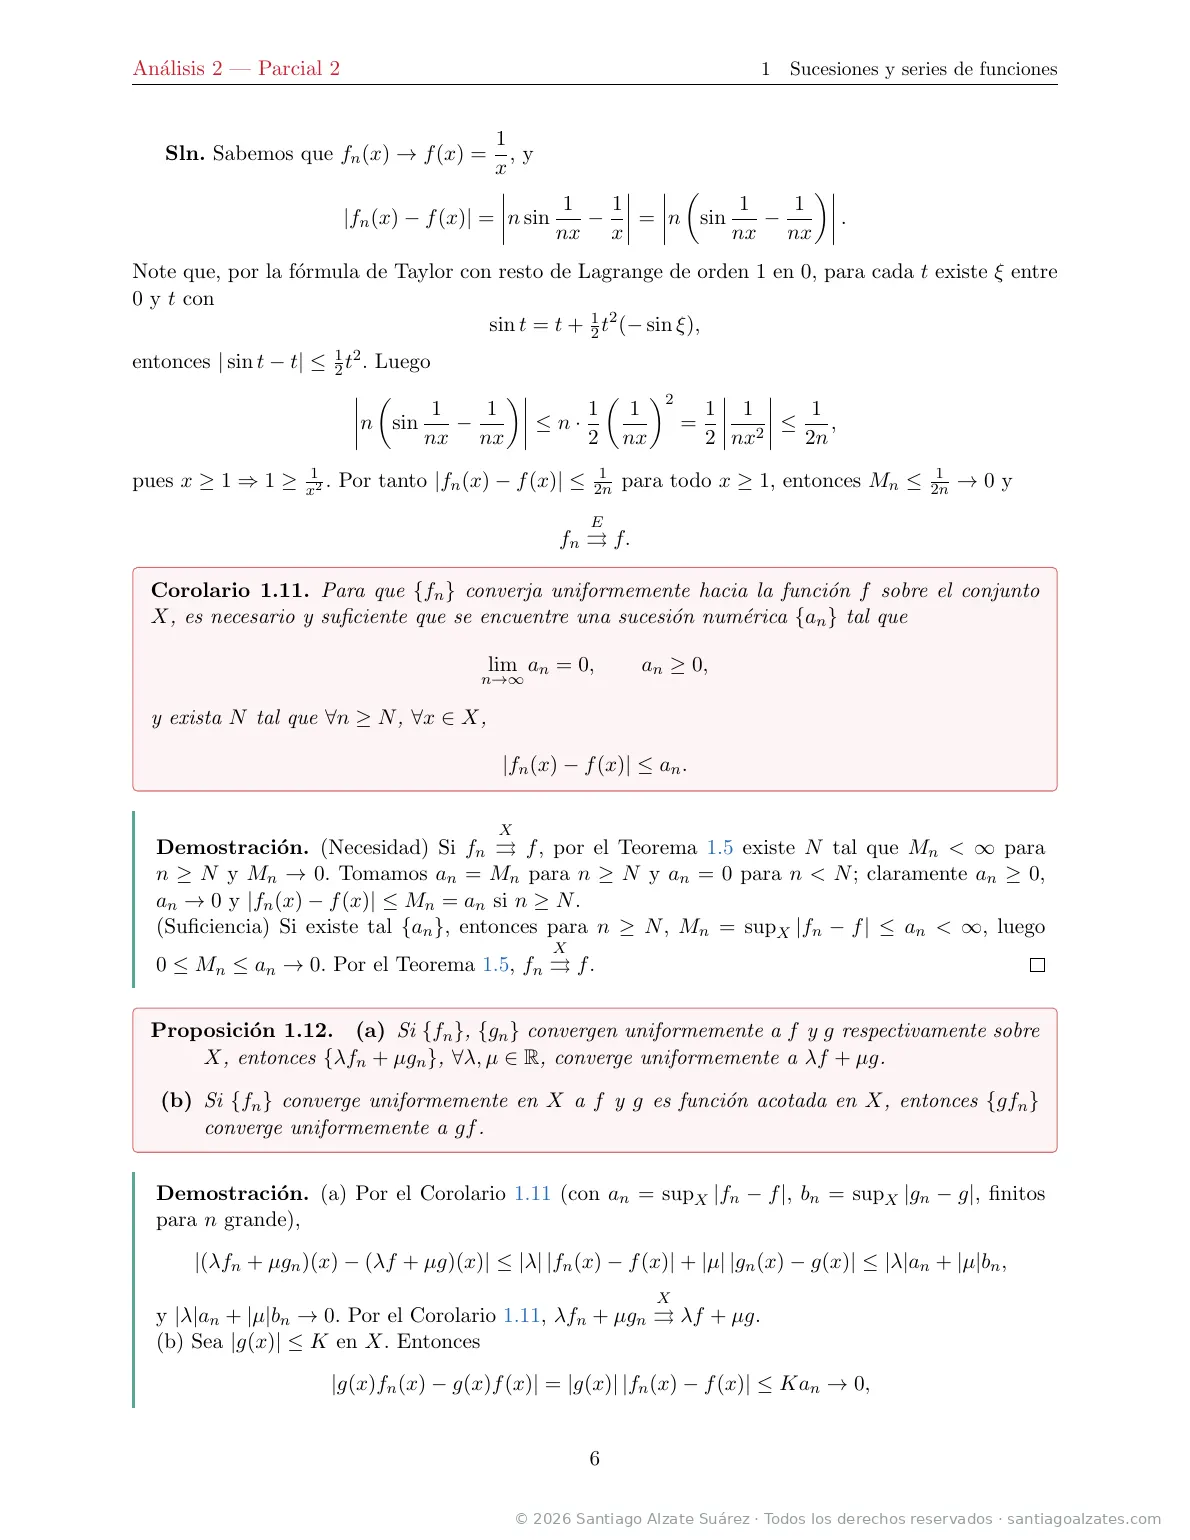 Análisis 2 — Parcial 2 1 Sucesiones y series de funciones
Sln. Sabemos que fₙ(x) → f(x) = 1/x, y
|fₙ(x) − f(x)| = |n sin 1/(nx) − 1/x| = |n (sin 1/(nx) − 1/(nx))|.
Note que, por la fórmula de Taylor con resto de Lagrange de orden 1 en 0, para cada t existe ξ entre
0 y t con
sin t = t + ½t²(− sin ξ),
entonces | sin t − t| ≤ ½t². Luego
|n (sin 1/(nx) − 1/(nx))| ≤ n · 1/2 (1/(nx))² = 1/2 |1/(nx²)| ≤ 1/(2n),
pues x ≥ 1 ⇒ 1 ≥ 1/x². Por tanto |fₙ(x) − f(x)| ≤ 1/(2n) para todo x ≥ 1, entonces Mₙ ≤ 1/(2n) → 0 y
fₙ ⇉^E f.
Corolario 1.11. Para que {fₙ} converja uniformemente hacia la función f sobre el conjunto
X, es necesario y suficiente que se encuentre una sucesión numérica {aₙ} tal que
lim_{n→∞} aₙ = 0, aₙ ≥ 0,
y exista N tal que ∀n ≥ N, ∀x ∈ X,
|fₙ(x) − f(x)| ≤ aₙ.
Demostración. (Necesidad) Si fₙ ⇉^X f, por el Teorema 1.5 existe N tal que Mₙ < ∞ para
n ≥ N y Mₙ → 0. Tomamos aₙ = Mₙ para n ≥ N y aₙ = 0 para n < N; claramente aₙ ≥ 0,
aₙ → 0 y |fₙ(x) − f(x)| ≤ Mₙ = aₙ si n ≥ N.
(Suficiencia) Si existe tal {aₙ}, entonces para n ≥ N, Mₙ = sup_X |fₙ − f| ≤ aₙ < ∞, luego
0 ≤ Mₙ ≤ aₙ → 0. Por el Teorema 1.5, fₙ ⇉^X f. □
Proposición 1.12. (a) Si {fₙ}, {gₙ} convergen uniformemente a f y g respectivamente sobre
X, entonces {λfₙ + μgₙ}, ∀λ, μ ∈ ℝ, converge uniformemente a λf + μg.
(b) Si {fₙ} converge uniformemente en X a f y g es función acotada en X, entonces {gfₙ}
converge uniformemente a gf.
Demostración. (a) Por el Corolario 1.11 (con aₙ = sup_X |fₙ − f|, bₙ = sup_X |gₙ − g|, finitos
para n grande),
|(λfₙ + μgₙ)(x) − (λf + μg)(x)| ≤ |λ| |fₙ(x) − f(x)| + |μ| |gₙ(x) − g(x)| ≤ |λ|aₙ + |μ|bₙ,
y |λ|aₙ + |μ|bₙ → 0. Por el Corolario 1.11, λfₙ + μgₙ ⇉^X λf + μg.
(b) Sea |g(x)| ≤ K en X. Entonces
|g(x)fₙ(x) − g(x)f(x)| = |g(x)| |fₙ(x) − f(x)| ≤ Kaₙ → 0,
6
© 2026 Santiago Alzate Suárez · Todos los derechos reservados · santiagoalzates.com